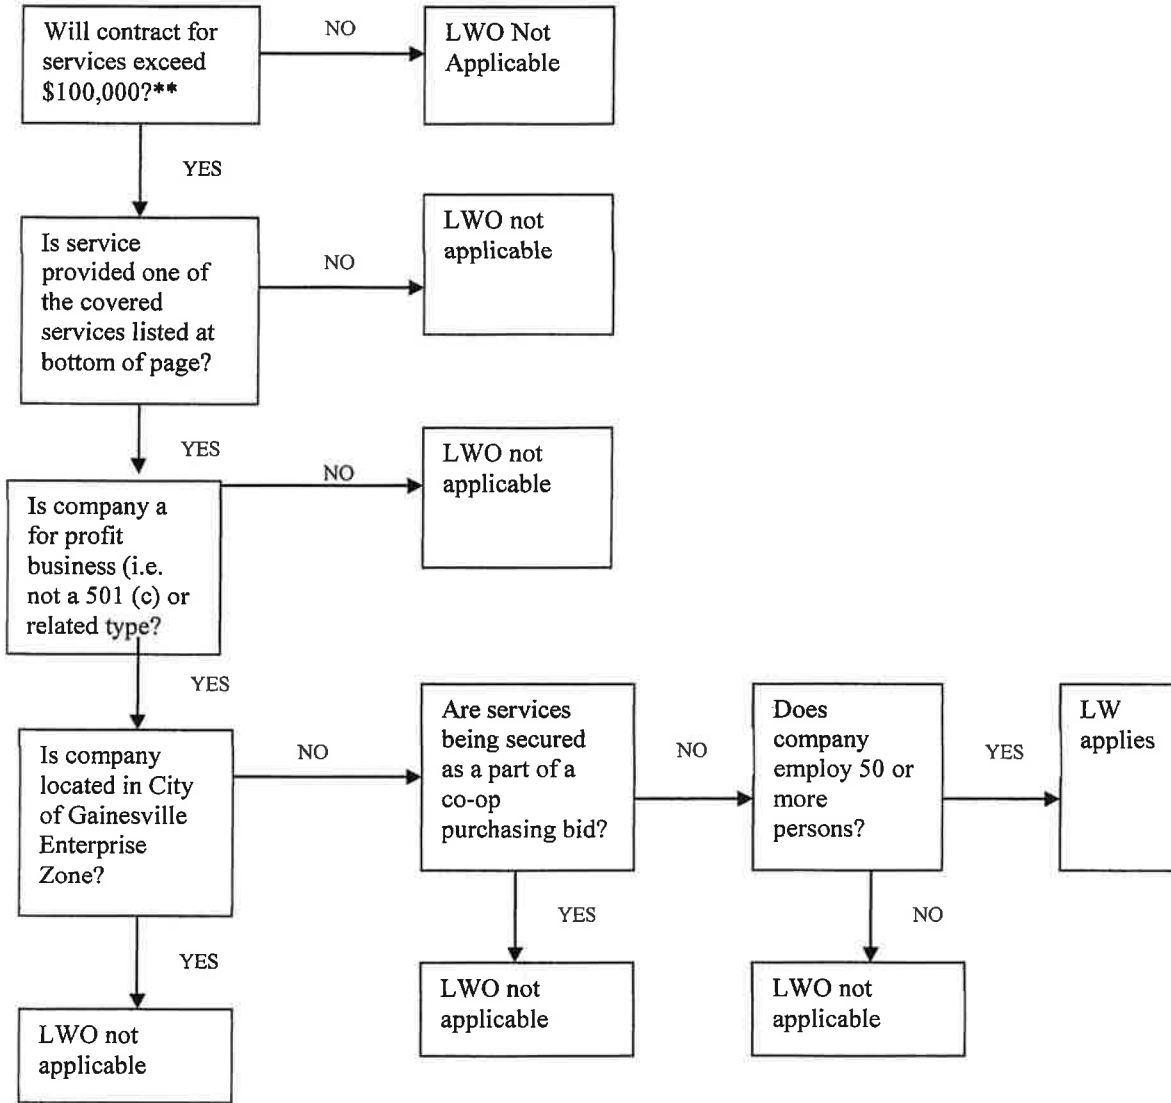 Will contract for
services exceed
$100,000?**
NO
LWO Not
Applicable
YES
Is service
provided one of
the covered
services listed at
bottom of page?
NO
LWO not
applicable
YES
Is company a
for profit
business (i.e.
not a 501 (c) or
related type?
NO
LWO not
applicable
YES
Is company
located in City
of Gainesville
Enterprise
Zone?
NO
Are services
being secured
as a part of a
co-op
purchasing bid?
NO
Does
company
employ 50 or
more
persons?
YES
LW
applies
YES
LWO not
applicable
YES
LWO not
applicable
NO
LWO not
applicable